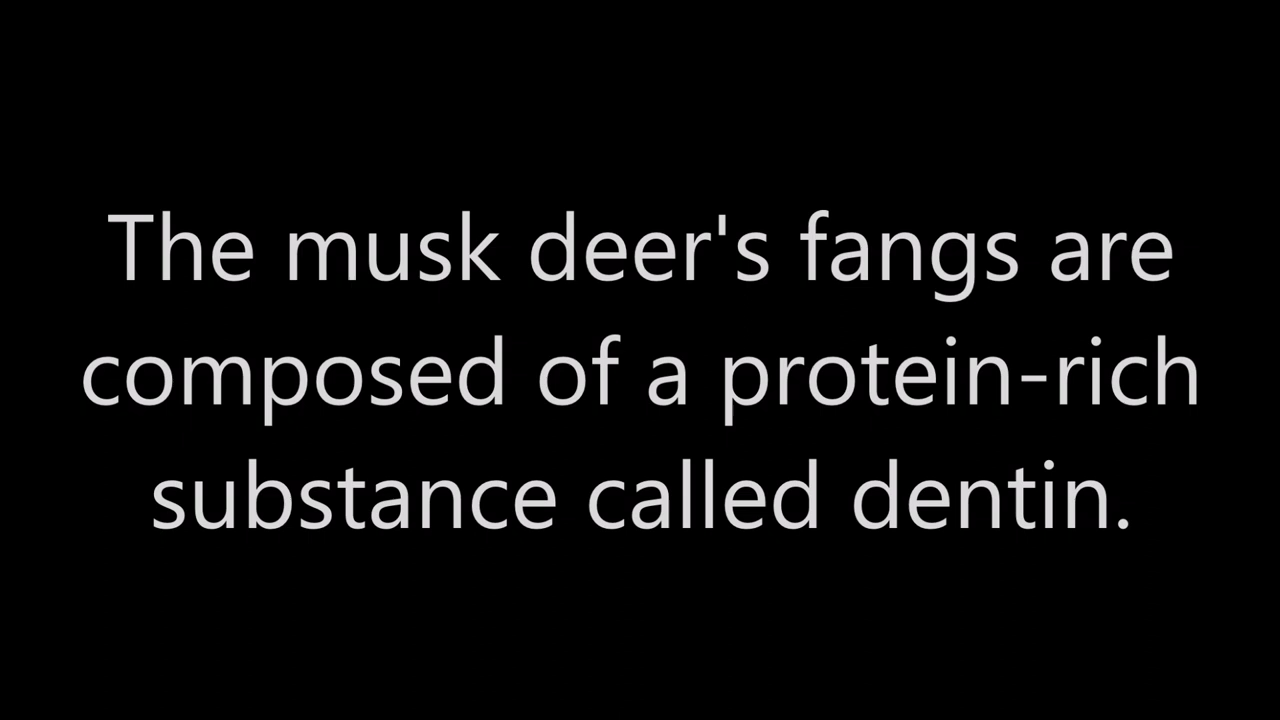 The musk deer's fangs are
composed of a protein-rich
substance called dentin.